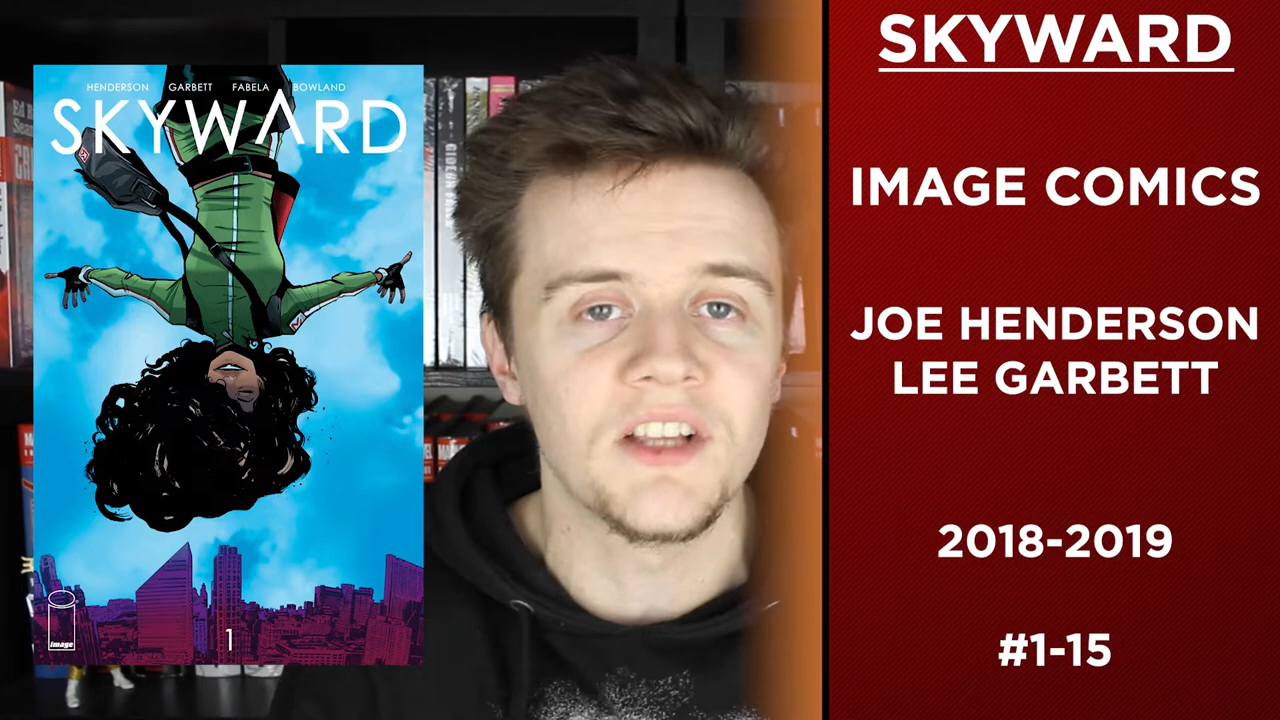 HENDERSON GARBETT FABELA BOWLAND
SKYWARD
1
image
SKYWARD
IMAGE COMICS
JOE HENDERSON
LEE GARBETT
2018-2019
#1-15